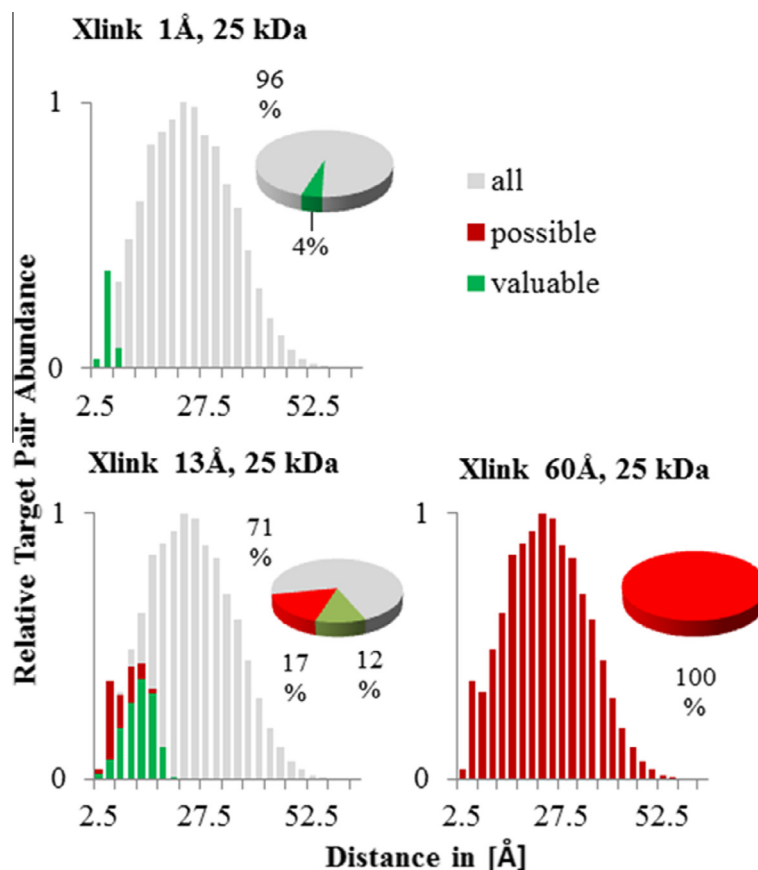 Xlink 1Å, 25 kDa
96
%
4%
1
0
2.5 27.5 52.5
all
possible
valuable
Relative Target Pair Abundance
Xlink 13Å, 25 kDa
71
%
17
%
12
%
1
0
2.5 27.5 52.5
Xlink 60Å, 25 kDa
100
%
1
0
2.5 27.5 52.5
Distance in [Å]